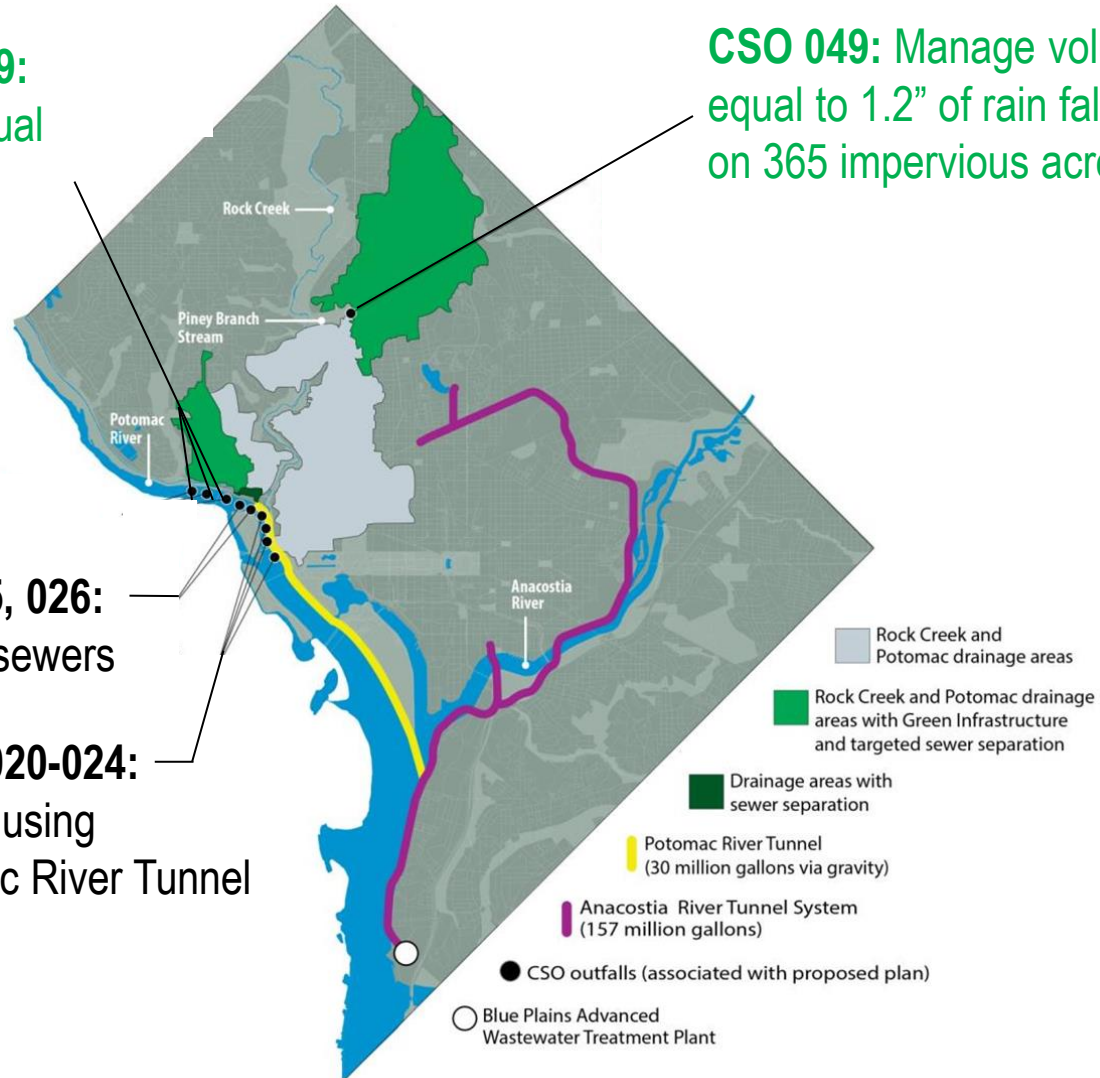 9:
ual
CSO 049: Manage vol
equal to 1.2” of rain fal
on 365 impervious acr
Rock Creek
Piney Branch
Stream
Potomac
River
5, 026:
sewers
020-024:
using
c River Tunnel
Anacostia
River
Rock Creek and
Potomac drainage areas
Rock Creek and Potomac drainage
areas with Green Infrastructure
and targeted sewer separation
Drainage areas with
sewer separation
Potomac River Tunnel
(30 million gallons via gravity)
Anacostia River Tunnel System
(157 million gallons)
CSO outfalls (associated with proposed plan)
Blue Plains Advanced
Wastewater Treatment Plant